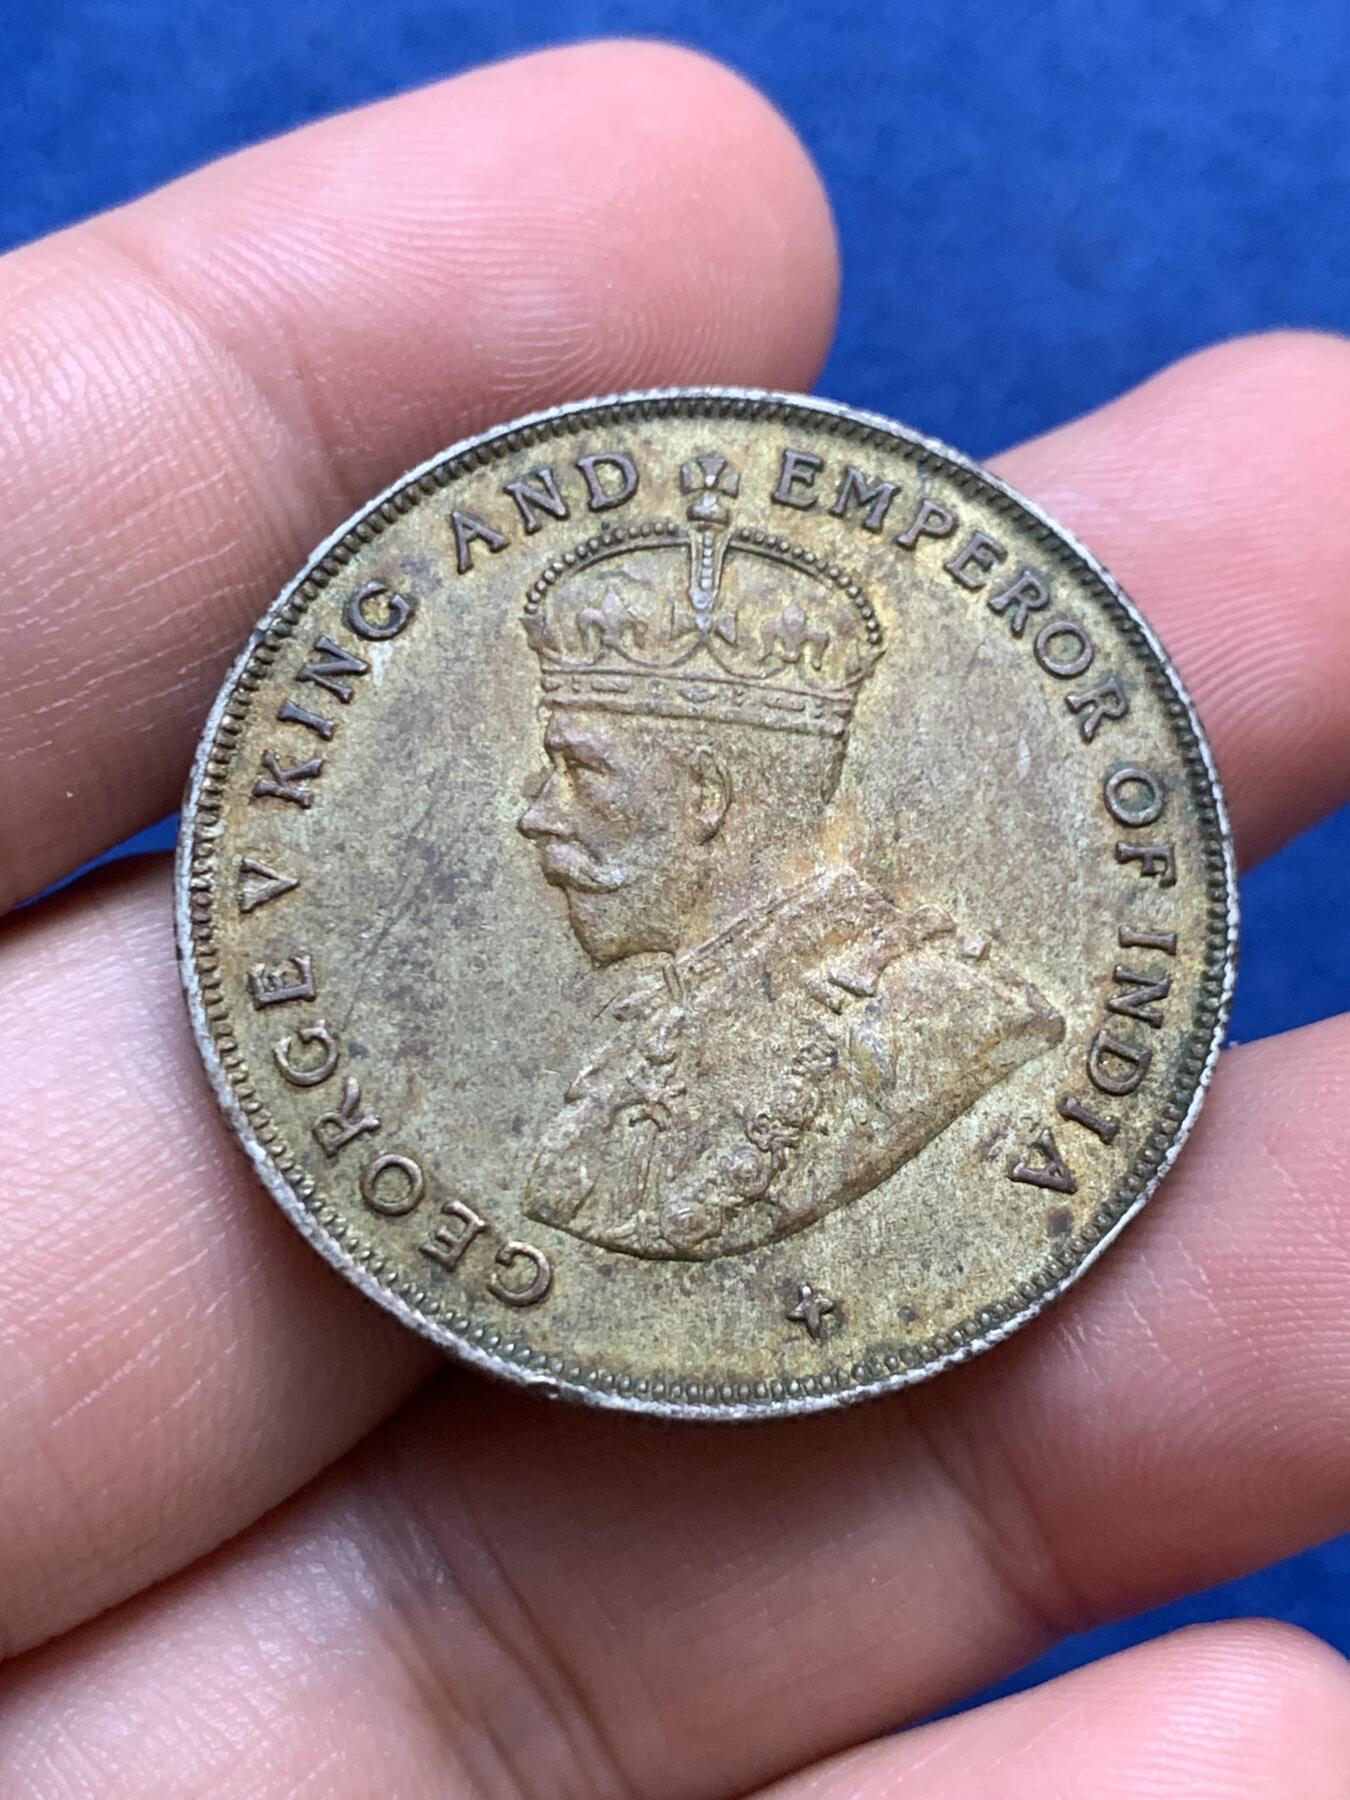 GEORGE V KING AND EMPEROR OF INDIA